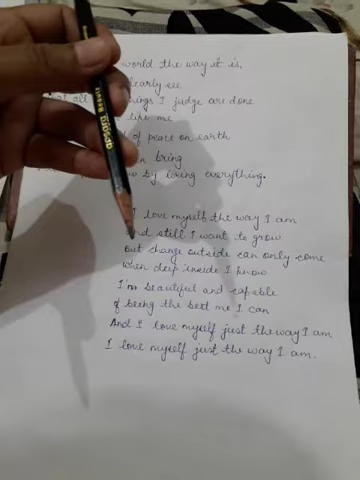 world the way it is,
clearly see
not all things I judge are done
like me
of peace on earth
bring
by loving everything.
I love myself the way I am
And still I want to grow
But change outside can only come
when deep inside I know
I'm beautiful and capable
of being the best me I can
And I love myself just the way I am
I love myself just the way I am.
apsara